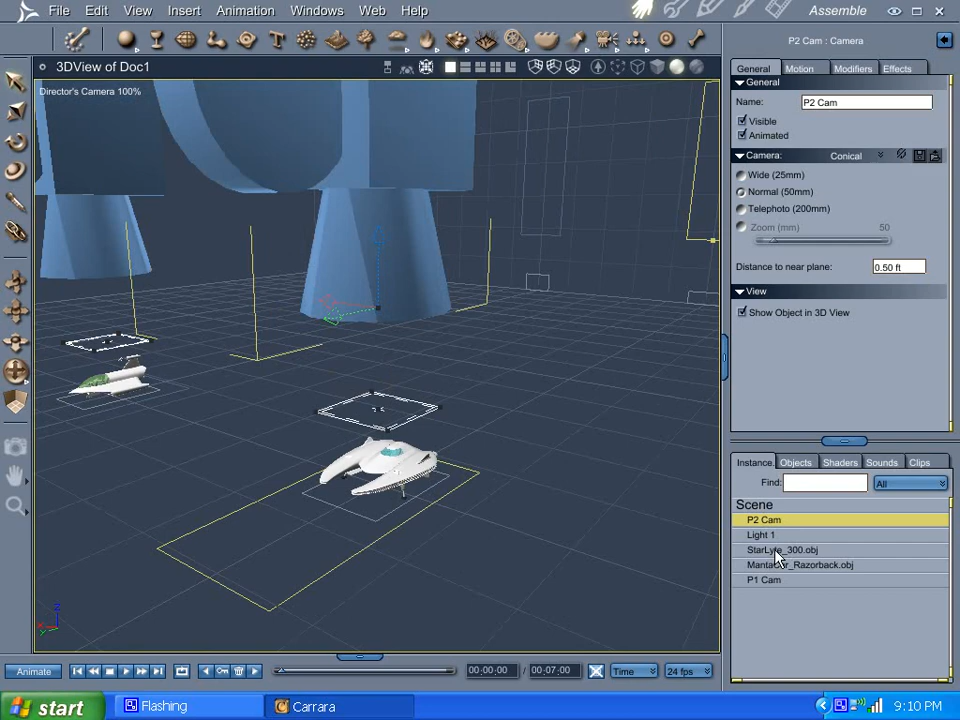 File Edit View Insert Animation Windows Web Help Assemble
P2 Cam : Camera
3DView of Doc1
General Motion Modifiers Effects
General
Director's Camera 100%
Name: P2 Cam
Visible
Animated
Camera: Conical
Wide (25mm)
Normal (50mm)
Telephoto (200mm)
Zoom (mm) 50
Distance to near plane: 0.50 ft
View
Show Object in 3D View
Instance Objects Shaders Sounds Clips
Find: All
Scene
P2 Cam
Light 1
StarLyte_300.obj
P1 Cam
Z
X
Y
Animate 00-00-00 / 00-07-00 Time 24 fps
start Flashing Carrara 9:10 PM